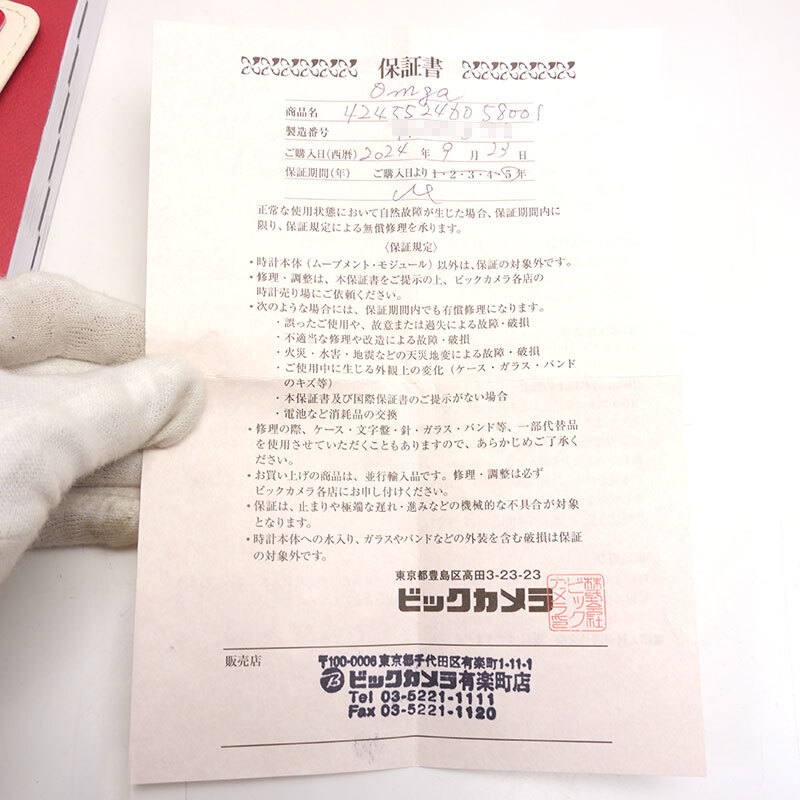 保証書
omga
商品名 424552460 58001
製造番号
ご購入日(西暦) 2024 年 9 月 23 日
保証期間(年) ご購入日より 1・2・3・4・5年
正常な使用状態において自然故障が生じた場合、保証期間内に
限り、保証規定による無償修理を承ります。
〈保証規定〉
・時計本体(ムーブメント・モジュール)以外は、保証の対象外です。
・修理・調整は、本保証書をご提示の上、ビックカメラ各店の
時計売り場にご依頼ください。
・次のような場合には、保証期間内でも有償修理になります。
・誤ったご使用や、故意または過失による故障・破損
・不適当な修理や改造による故障・破損
・火災・水害・地震などの天災地変による故障・破損
・ご使用中に生じる外観上の変化(ケース・ガラス・バンド
のキズ等)
・本保証書及び国際保証書のご提示がない場合
・電池など消耗品の交換
・修理の際、ケース・文字盤・針・ガラス・バンド等、一部代替品
を使用させていただくこともありますので、あらかじめご了承く
ださい。
・お買い上げの商品は、並行輸入品です。修理・調整は必ず
ビックカメラ各店にお申し付けください。
・保証は、止まりや極端な遅れ・進みなどの機械的な不具合が対象
となります。
・時計本体への水入り、ガラスやバンドなどの外装を含む破損は保証
の対象外です。
東京都豊島区高田3-23-23
ビックカメラ
株式会社
ビック
カメラ印
販売店
〒100-0006 東京都千代田区有楽町1-11-1
B ビックカメラ有楽町店
Tel 03-5221-1111
Fax 03-5221-1120